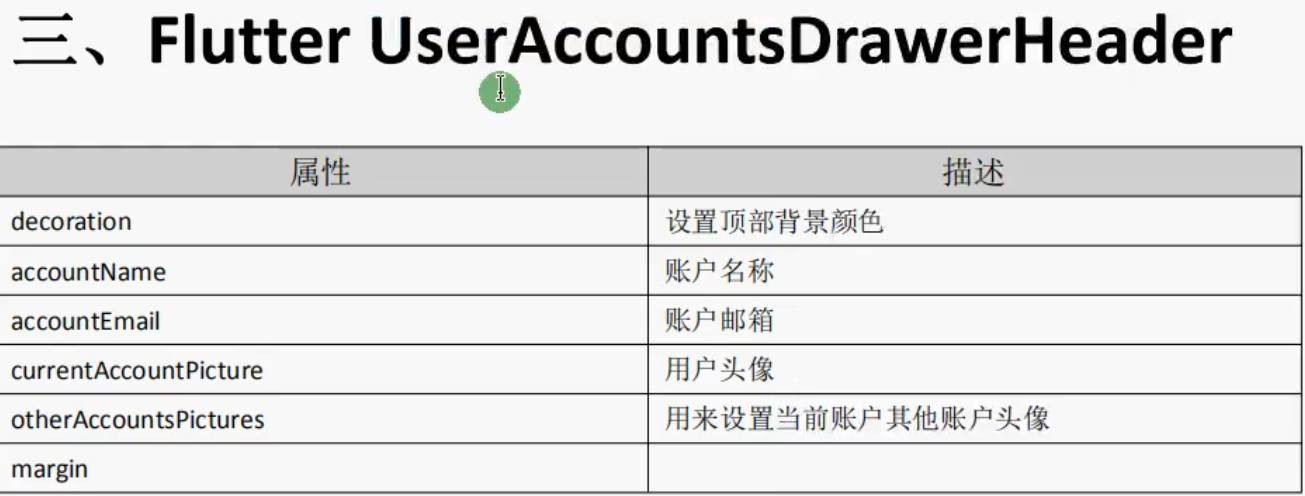 三、Flutter UserAccountsDrawerHeader
属性 描述
decoration 设置顶部背景颜色
accountName 账户名称
accountEmail 账户邮箱
currentAccountPicture 用户头像
otherAccountsPictures 用来设置当前账户其他账户头像
margin